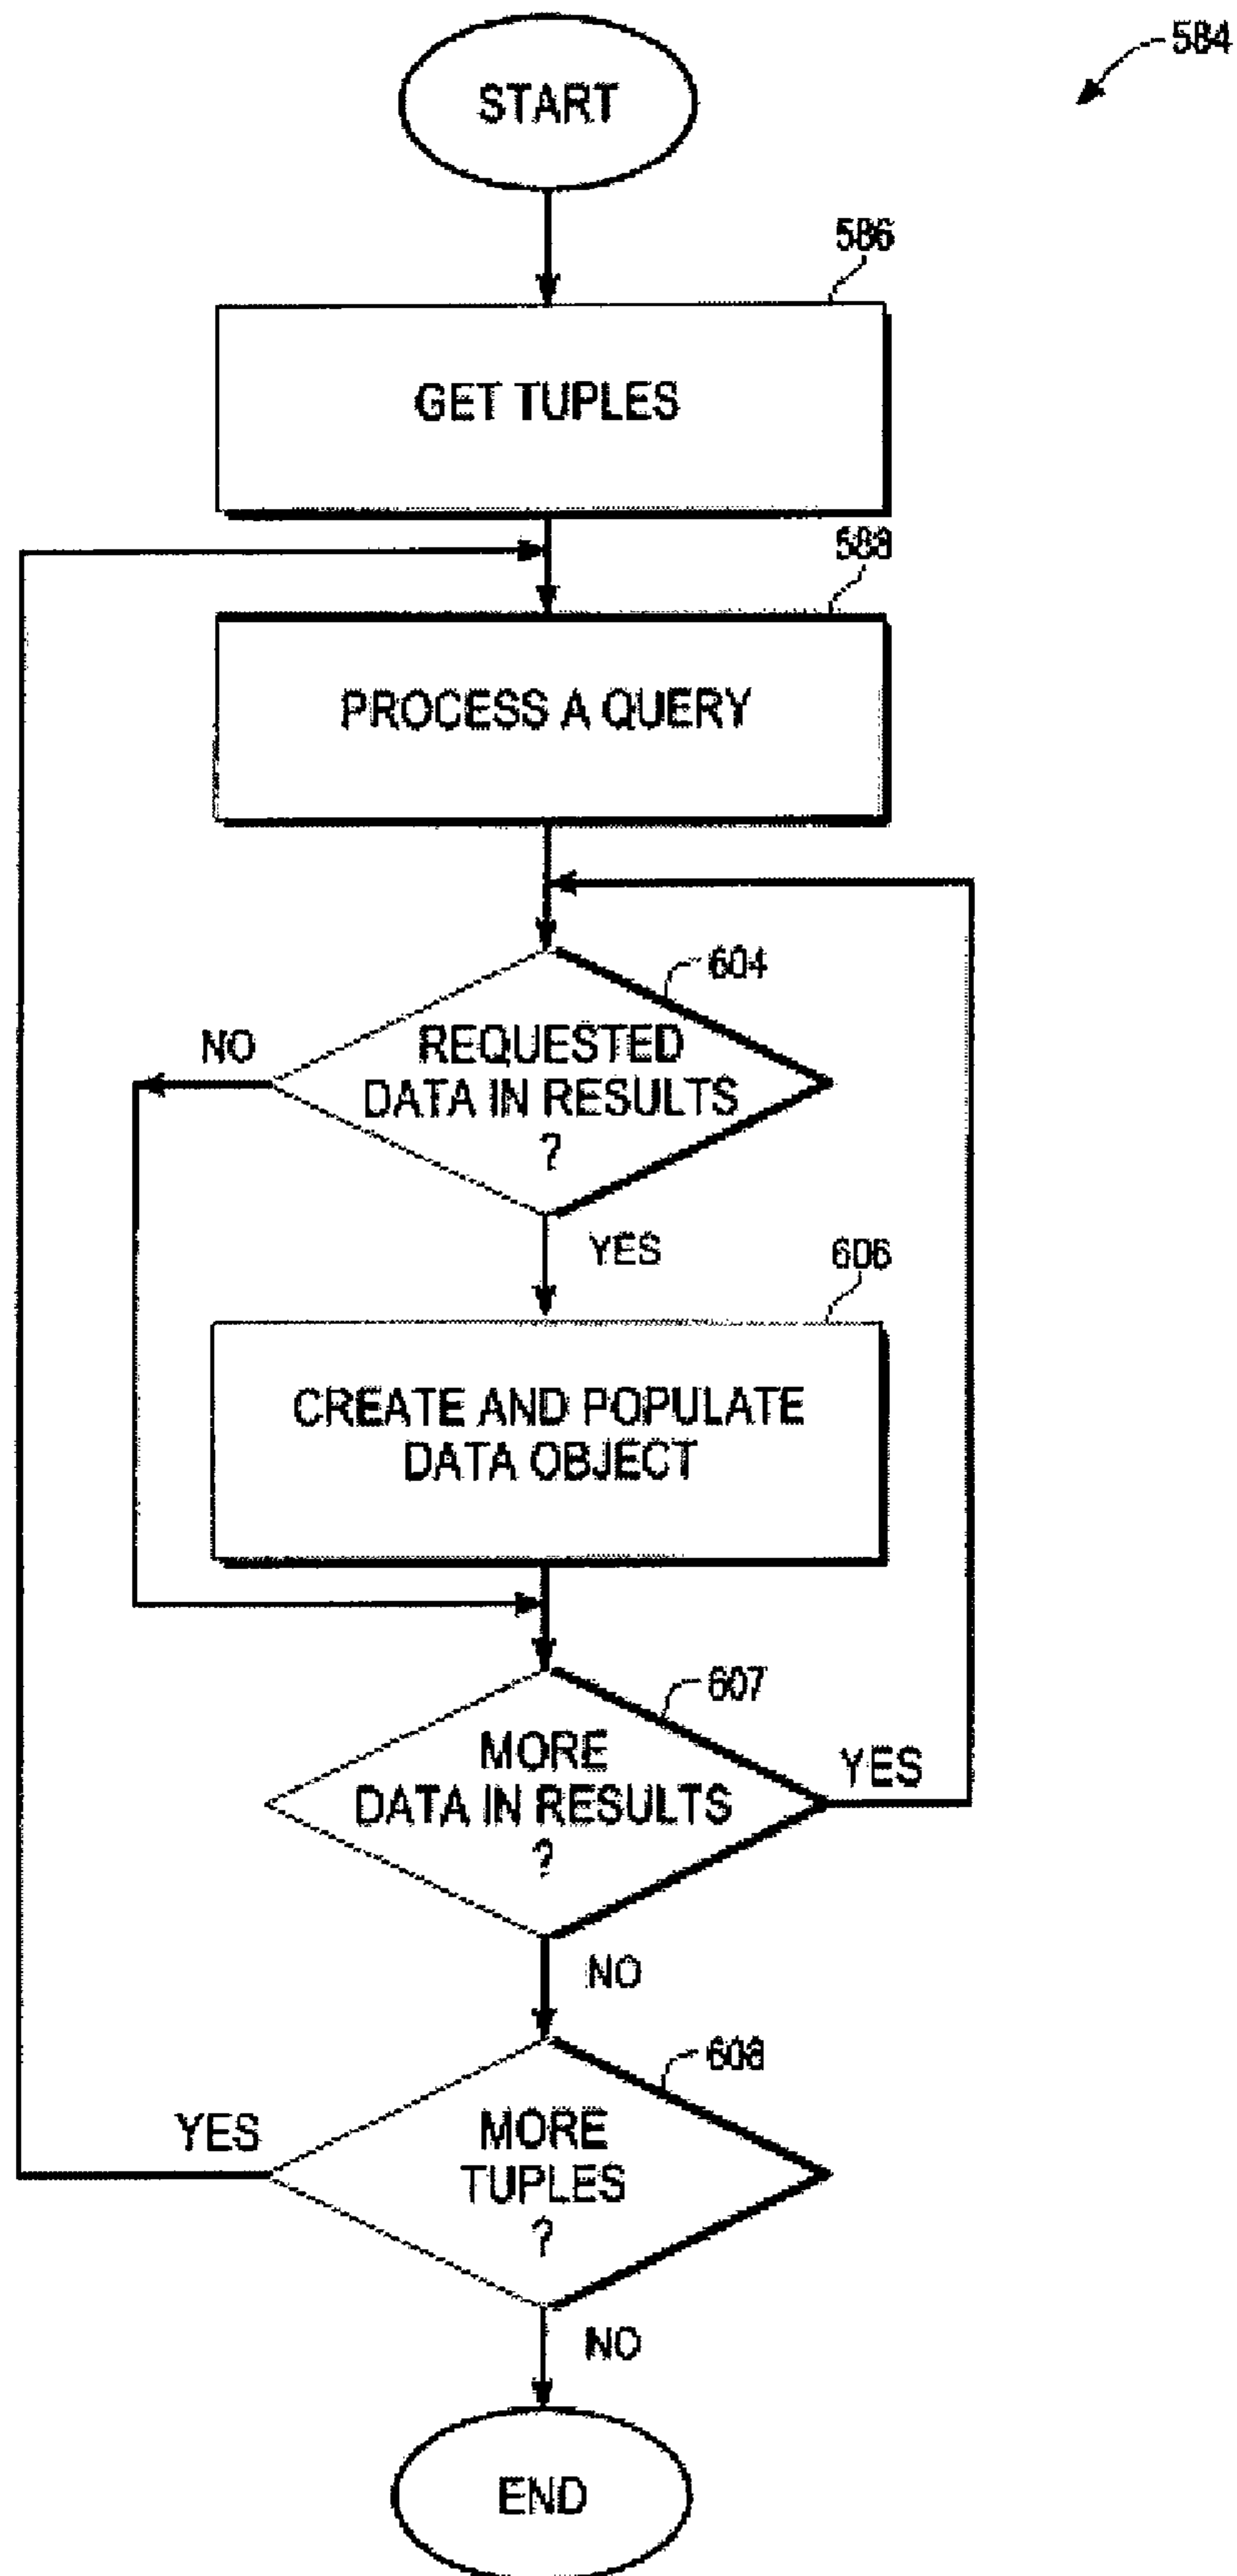 START
584
586
GET TUPLES
588
PROCESS A QUERY
604
NO
REQUESTED
DATA IN RESULTS
?
YES
606
CREATE AND POPULATE
DATA OBJECT
607
MORE
DATA IN RESULTS
?
YES
NO
608
MORE
TUPLES
?
YES
NO
END